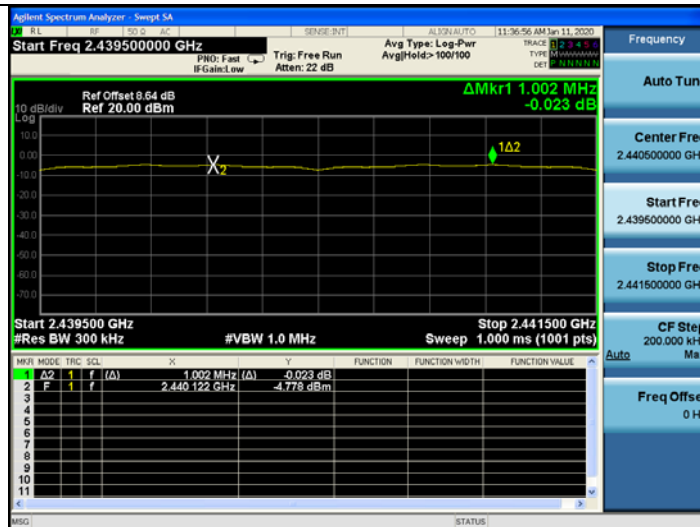 Agilent Spectrum Analyzer - Swept SA
RL RF 50 Ω AC SENSE:INT ALIGN AUTO 11:36:56 AM Jan 11, 2020
Start Freq 2.439500000 GHz
PNO: Fast
IFGain:Low
Trig: Free Run
Atten: 22 dB
Avg Type: Log-Pwr
Avg|Hold:> 100/100
TRACE 1 2 3 4 5 6
TYPE M
DET P N N N N N
Ref Offset 8.64 dB
Ref 20.00 dBm
10 dB/div
Log
ΔMkr1 1.002 MHz
-0.023 dB
10.0
0.00
-10.0
-20.0
-30.0
-40.0
-50.0
-60.0
-70.0
X2
1Δ2
Start 2.439500 GHz Stop 2.441500 GHz
#Res BW 300 kHz #VBW 1.0 MHz Sweep 1.000 ms (1001 pts)
MKR MODE TRC SCL X Y FUNCTION FUNCTION WIDTH FUNCTION VALUE
1 Δ2 1 f (Δ) 1.002 MHz (Δ) -0.023 dB
2 F 1 f 2.440 122 GHz -4.778 dBm
3
4
5
6
7
8
9
10
11
MSG STATUS
Frequency
Auto Tun
Center Fre
2.440500000 GH
Start Fre
2.439500000 GH
Stop Fre
2.441500000 GH
CF Step
200.000 kH
Auto Ma
Freq Offse
0 H